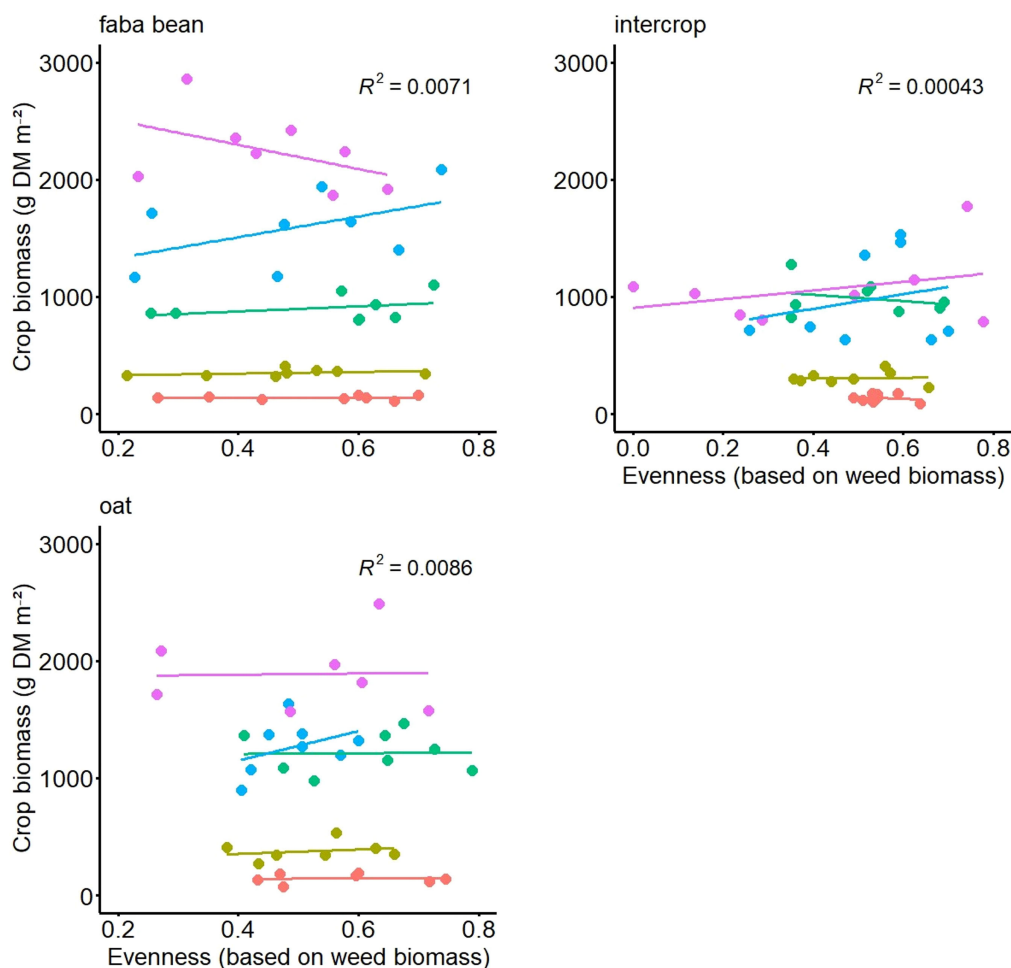 faba bean
intercrop
3000
R² = 0.0071
2000
1000
0
Crop biomass (g DM m⁻²)
0.2 0.4 0.6 0.8
3000
R² = 0.00043
2000
1000
0
0.0 0.2 0.4 0.6 0.8
Evenness (based on weed biomass)
oat
3000
R² = 0.0086
2000
1000
0
Crop biomass (g DM m⁻²)
0.2 0.4 0.6 0.8
Evenness (based on weed biomass)